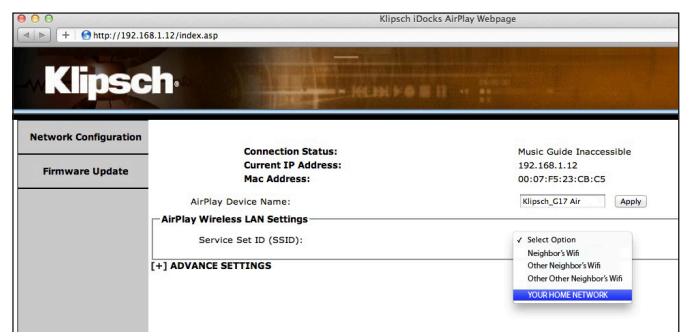 Klipsch iDocks AirPlay Webpage
http://192.168.1.12/index.asp
Klipsch
Network Configuration
Firmware Update
Connection Status: Music Guide Inaccessible
Current IP Address: 192.168.1.12
Mac Address: 00:07:F5:23:CB:C5
AirPlay Device Name: Klipsch_G17 Air Apply
AirPlay Wireless LAN Settings
Service Set ID (SSID): ✓ Select Option
Neighbor's Wifi
Other Neighbor's Wifi
Other Other Neighbor's Wifi
YOUR HOME NETWORK
[+] ADVANCE SETTINGS